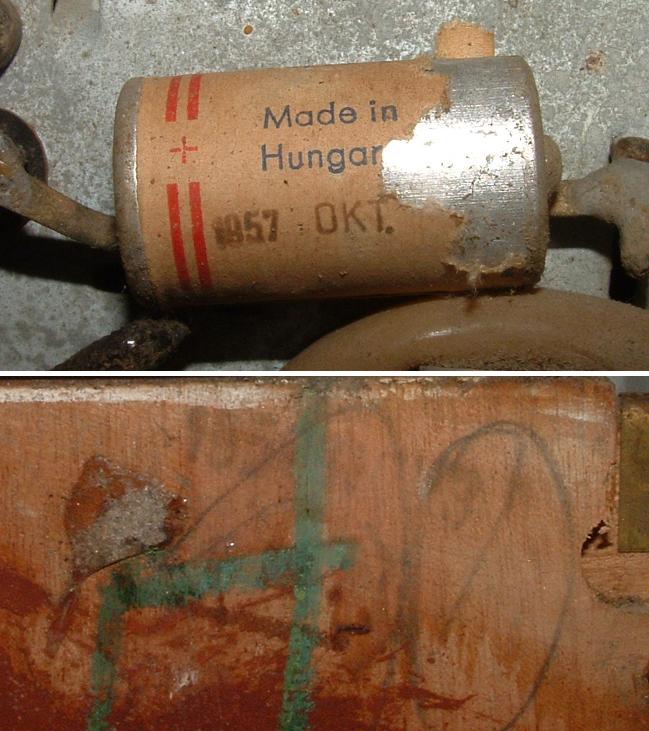 Made in
+ Hungar
1957 OKT.